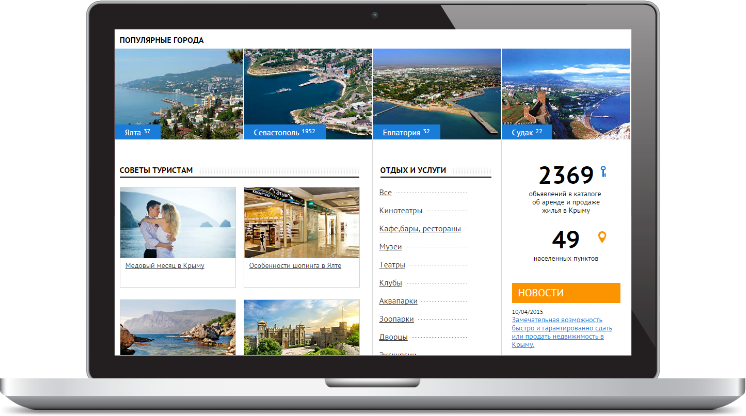 ПОПУЛЯРНЫЕ ГОРОДА
Ялта 37
Севастополь 1952
Евпатория 32
Судак 22
СОВЕТЫ ТУРИСТАМ
Медовый месяц в Крыму
Особенности шопинга в Ялте
ОТДЫХ И УСЛУГИ
Все
Кинотеатры
Кафе,бары, рестораны
Музеи
Театры
Клубы
Аквапарки
Зоопарки
Дворцы
Экскурсии
2369
объявлений в каталоге
об аренде и продаже
жилья в Крыму
49
населенных пунктов
НОВОСТИ
10/04/2015
Замечательная возможность
быстро и гарантированно сдать
или продать недвижимость в
Крыму.